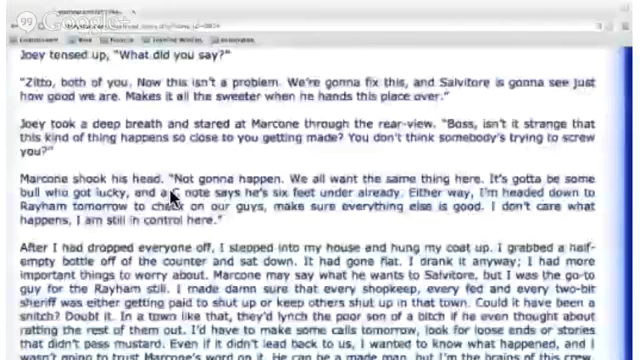 Google+
Joey tensed up, "What did you say?"
"Zitto, both of you. Now this isn't a problem. We're gonna fix this, and Salvitore is gonna see just
how good we are. Makes it all the sweeter when he hands this place over."
Joey took a deep breath and stared at Marcone through the rear-view. "Boss, isn't it strange that
this kind of thing happens so close to you getting made? You don't think somebody's trying to screw
you?"
Marcone shook his head. "Not gonna happen. We all want the same thing here. It's gotta be some
bull who got lucky, and a C note says he's six feet under already. Either way, I'm headed down to
Rayham tomorrow to check on our guys, make sure everything else is good. I don't care what
happens, I am still in control here."
After I had dropped everyone off, I stepped into my house and hung my coat up. I grabbed a half-
empty bottle off of the counter and sat down. It had gone flat. I drank it anyway; I had more
important things to worry about. Marcone may say what he wants to Salvitore, but I was the go-to
guy for the Rayham still. I made damn sure that every shopkeep, every fed and every two-bit
sheriff was either getting paid to shut up or keep others shut up in that town. Could it have been a
snitch? Doubt it. In a town like that, they'd lynch the poor son of a bitch if he even thought about
ratting the rest of them out. I'd have to make some calls tomorrow, look for loose ends or stories
that didn't pass mustard. Even if it didn't lead back to us, I wanted to know what happened, and I
wasn't going to trust Marcone's word on it. He can be a made man, but I'm the brains of this crew.